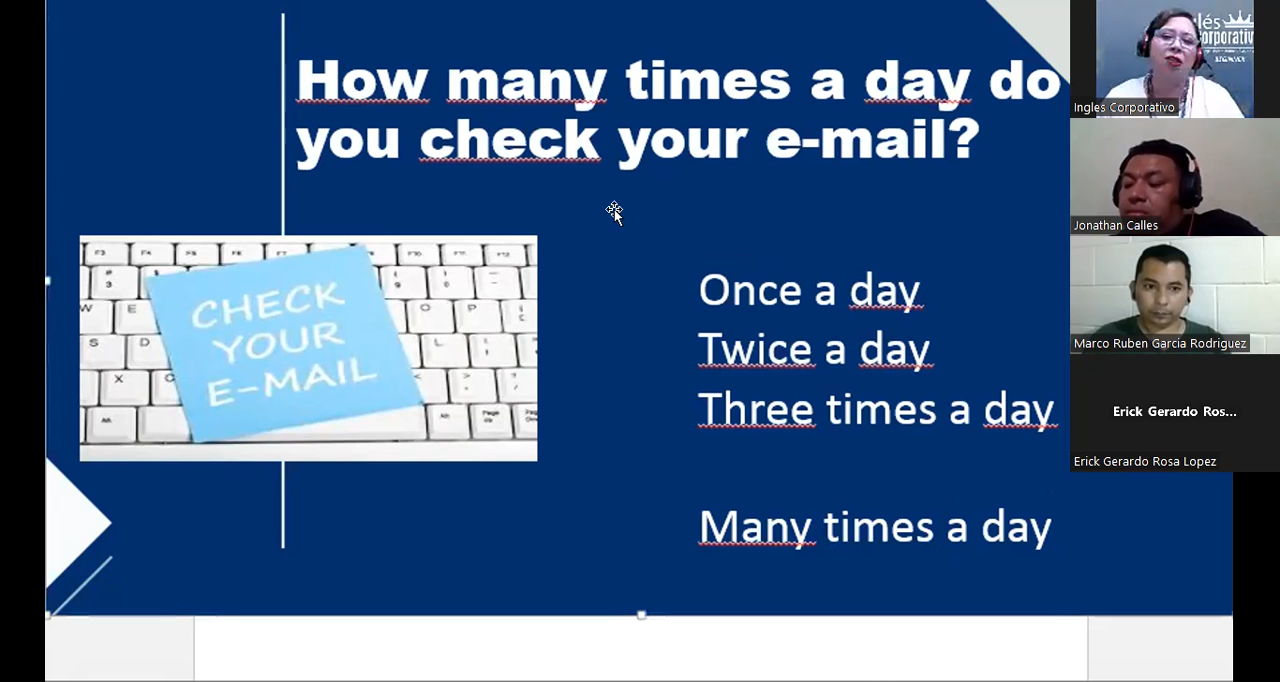 How many times a day do
you check your e-mail?
CHECK
YOUR
E-MAIL
Once a day
Twice a day
Three times a day
Many times a day
BEGINNER
Ingles Corporativo
Jonathan Calles
Marco Ruben Garcia Rodriguez
Erick Gerardo Ros...
Erick Gerardo Rosa Lopez